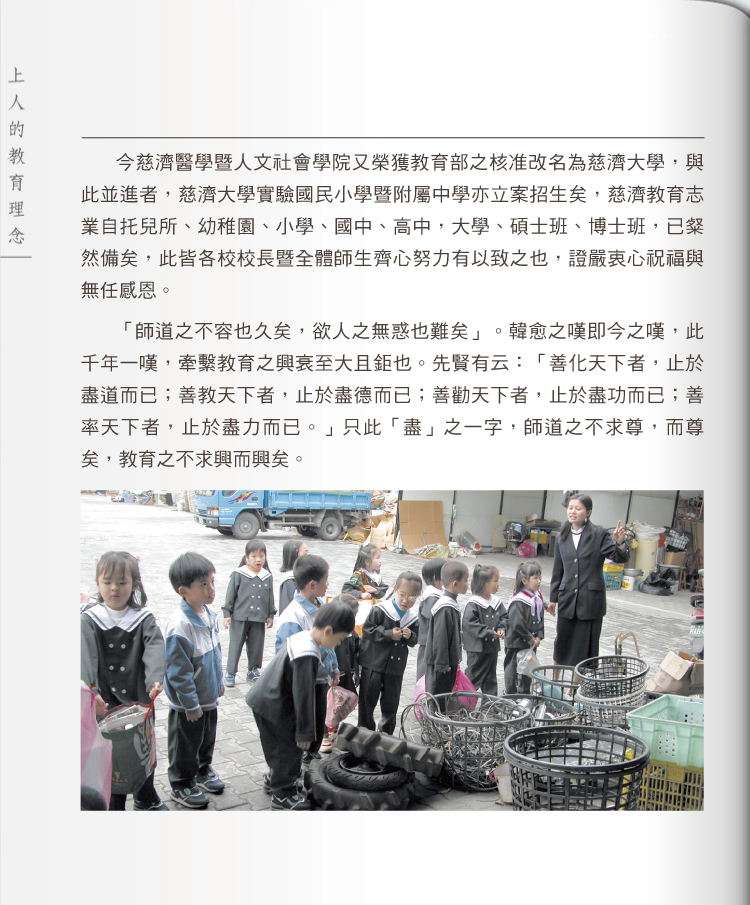 上人的教育理念
今慈濟醫學暨人文社會學院又榮獲教育部之核准改名為慈濟大學，與
此並進者，慈濟大學實驗國民小學暨附屬中學亦立案招生矣，慈濟教育志
業自托兒所、幼稚園、小學、國中、高中，大學、碩士班、博士班，已粲
然備矣，此皆各校校長暨全體師生齊心努力有以致之也，證嚴衷心祝福與
無任感恩。
「師道之不容也久矣，欲人之無惑也難矣」。韓愈之嘆即今之嘆，此
千年一嘆，牽繫教育之興衰至大且鉅也。先賢有云：「善化天下者，止於
盡道而已；善教天下者，止於盡德而已；善勸天下者，止於盡功而已；善
率天下者，止於盡力而已。」只此「盡」之一字，師道之不求尊，而尊
矣，教育之不求興而興矣。